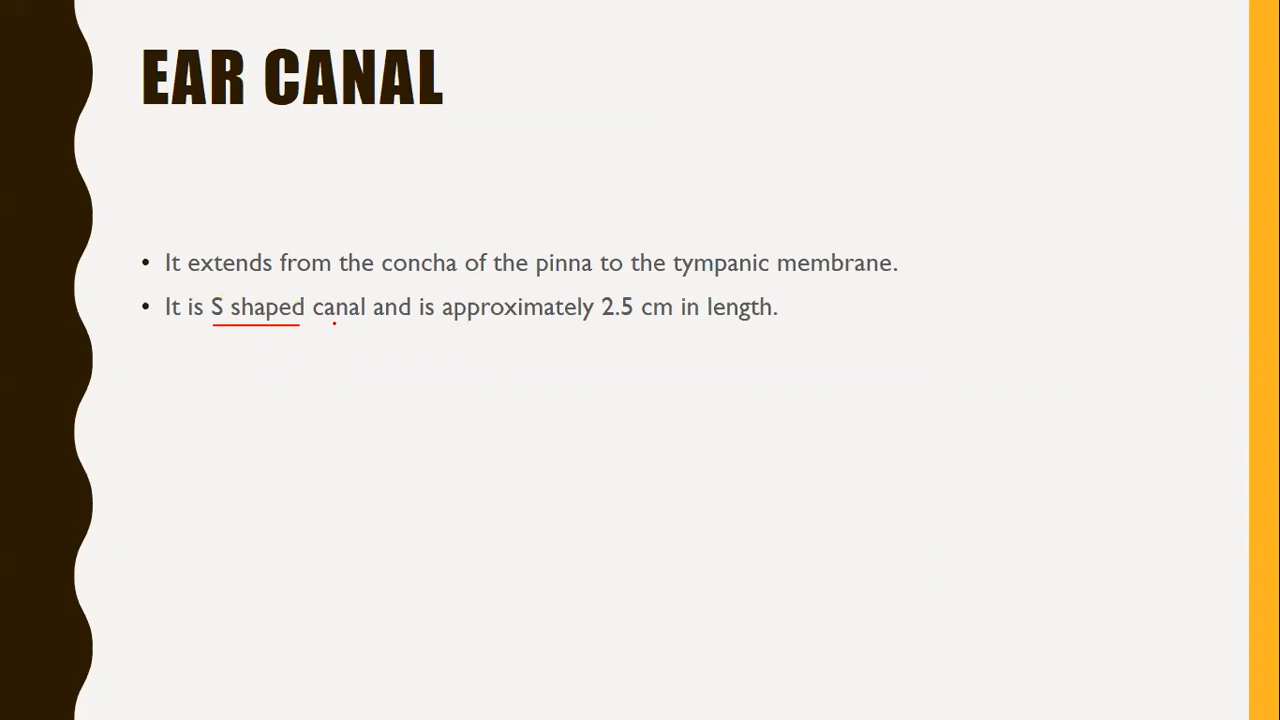 EAR CANAL
• It extends from the concha of the pinna to the tympanic membrane.
• It is S shaped canal and is approximately 2.5 cm in length.